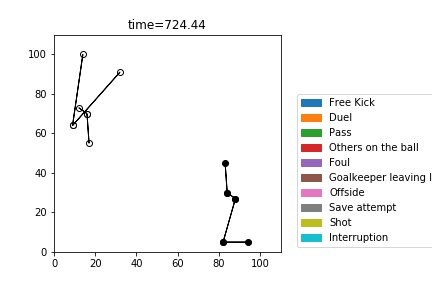 time=724.44
100
80
60
40
20
0
0 20 40 60 80 100
Free Kick
Duel
Pass
Others on the ball
Foul
Goalkeeper leaving l
Offside
Save attempt
Shot
Interruption